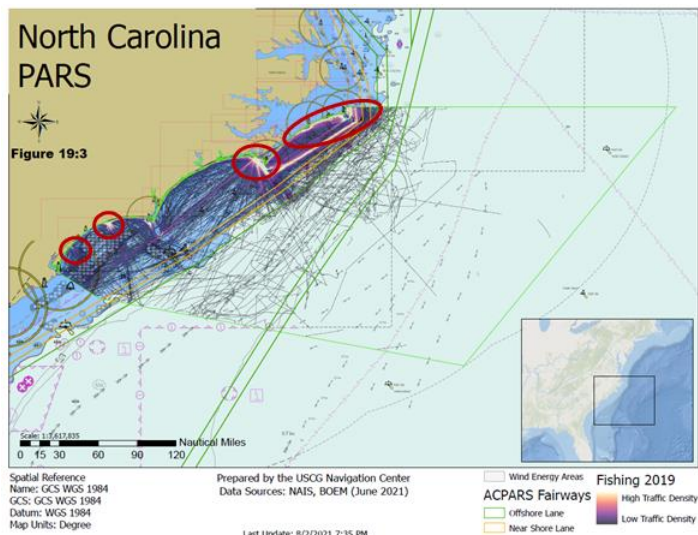 North Carolina
PARS
Figure 19:3
Scale: 1:3,617,035
0 15 30 60 90 120 Nautical Miles
Spatial Reference
Name: GCS WGS 1984
GCS: GCS WGS 1984
Datum: WGS 1984
Map Units: Degree
Prepared by the USCG Navigation Center
Data Sources: NAIS, BOEM (June 2021)
Last Update: 8/2/2021 7:35 PM
Wind Energy Areas
ACPARS Fairways
Offshore Lane
Near Shore Lane
Fishing 2019
High Traffic Density
Low Traffic Density